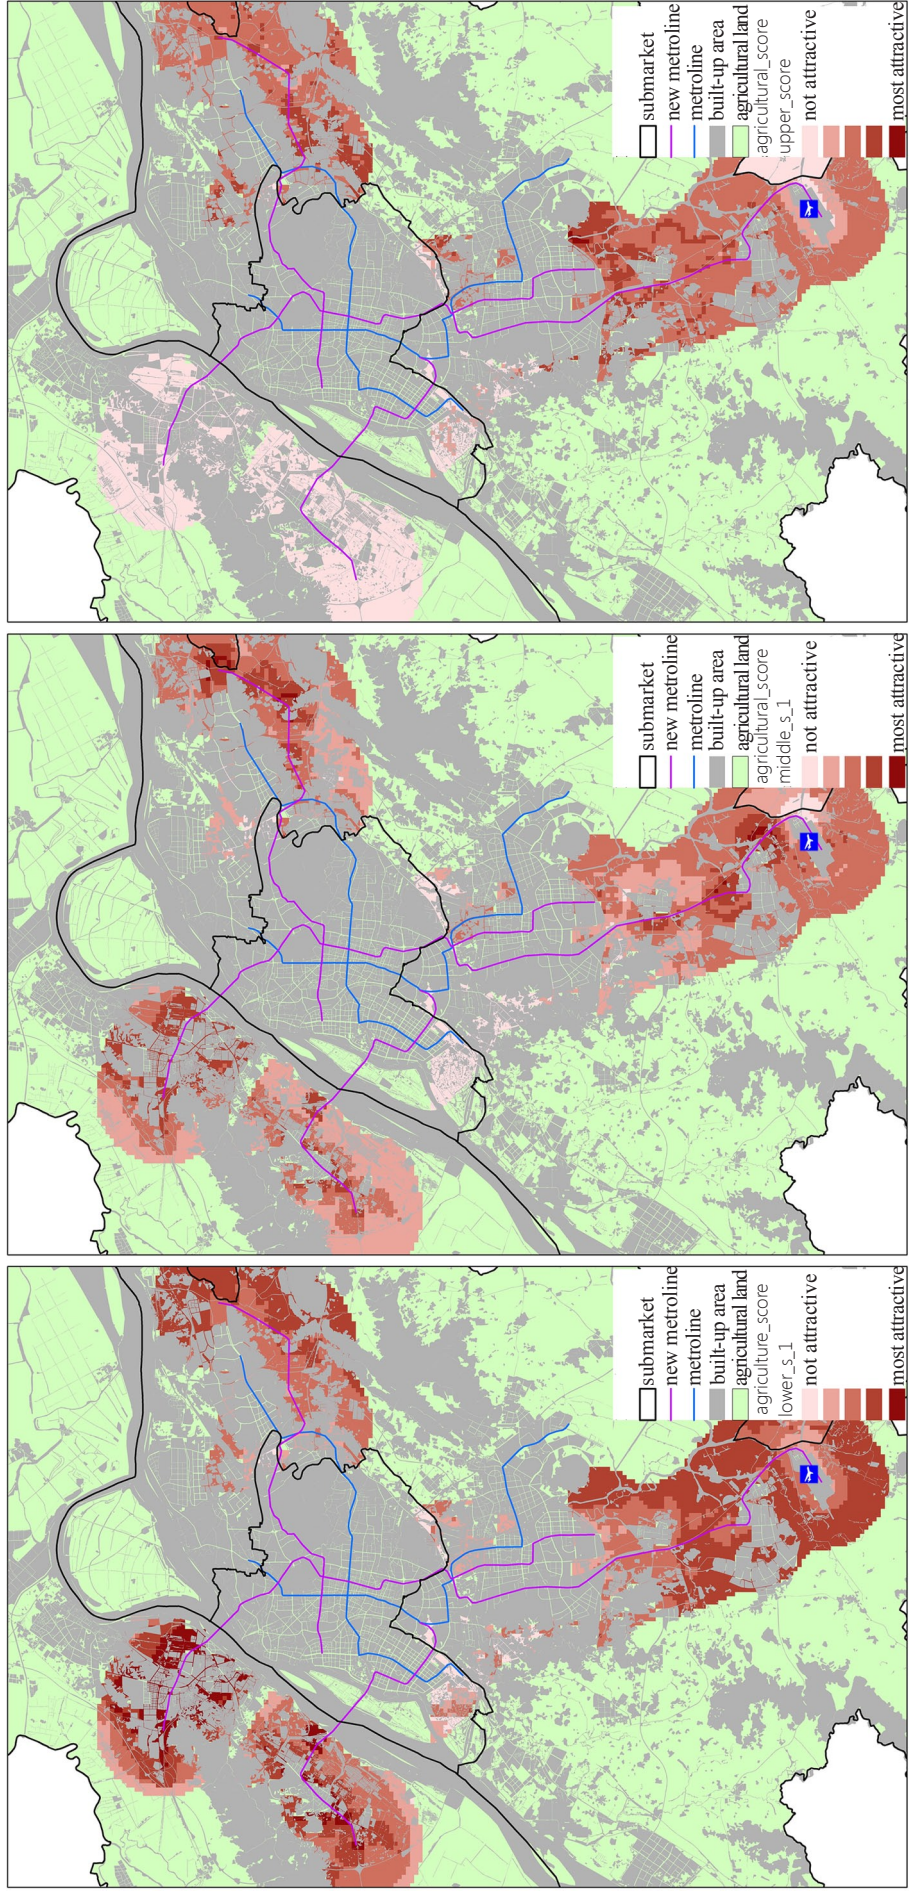 submarket
new metroline
metroline
built-up area
agricultural land
agriculture_score
lower_s_1
not attractive
most attractive
submarket
new metroline
metroline
built-up area
agricultural land
agricultural_score
middle_s_1
not attractive
most attractive
submarket
new metroline
metroline
built-up area
agricultural land
agricultural_score
upper_score
not attractive
most attractive